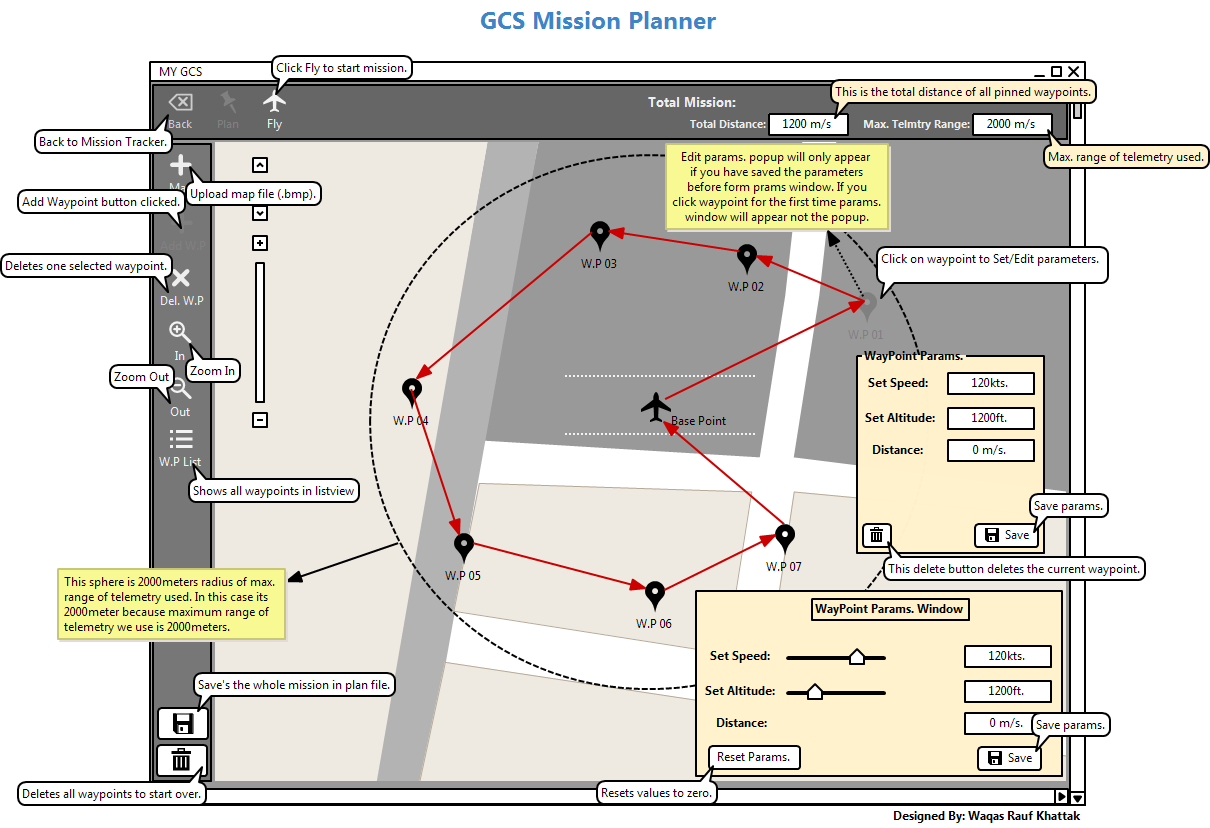 GCS Mission Planner
MY GCS
Click Fly to start mission.
Back
Plan
Fly
Total Mission:
This is the total distance of all pinned waypoints.
Total Distance:
1200 m/s
Max. Telmtry Range:
2000 m/s
Back to Mission Tracker.
Max. range of telemetry used.
Edit params. popup will only appear
if you have saved the parameters
before form prams window. If you
click waypoint for the first time params.
window will appear not the popup.
Upload map file (.bmp).
Add Waypoint button clicked.
Add W.P
Deletes one selected waypoint.
Del. W.P
In
Zoom In
Zoom Out
Out
W.P List
Shows all waypoints in listview
Click on waypoint to Set/Edit parameters.
W.P 03
W.P 02
W.P 01
W.P 04
Base Point
W.P 05
W.P 06
W.P 07
WayPoint Params.
Set Speed:
120kts.
Set Altitude:
1200ft.
Distance:
0 m/s.
Save params.
Save
This delete button deletes the current waypoint.
This sphere is 2000meters radius of max.
range of telemetry used. In this case its
2000meter because maximum range of
telemetry we use is 2000meters.
WayPoint Params. Window
Set Speed:
120kts.
Set Altitude:
1200ft.
Distance:
0 m/s.
Save params.
Reset Params.
Save
Save's the whole mission in plan file.
Deletes all waypoints to start over.
Resets values to zero.
Designed By: Waqas Rauf Khattak